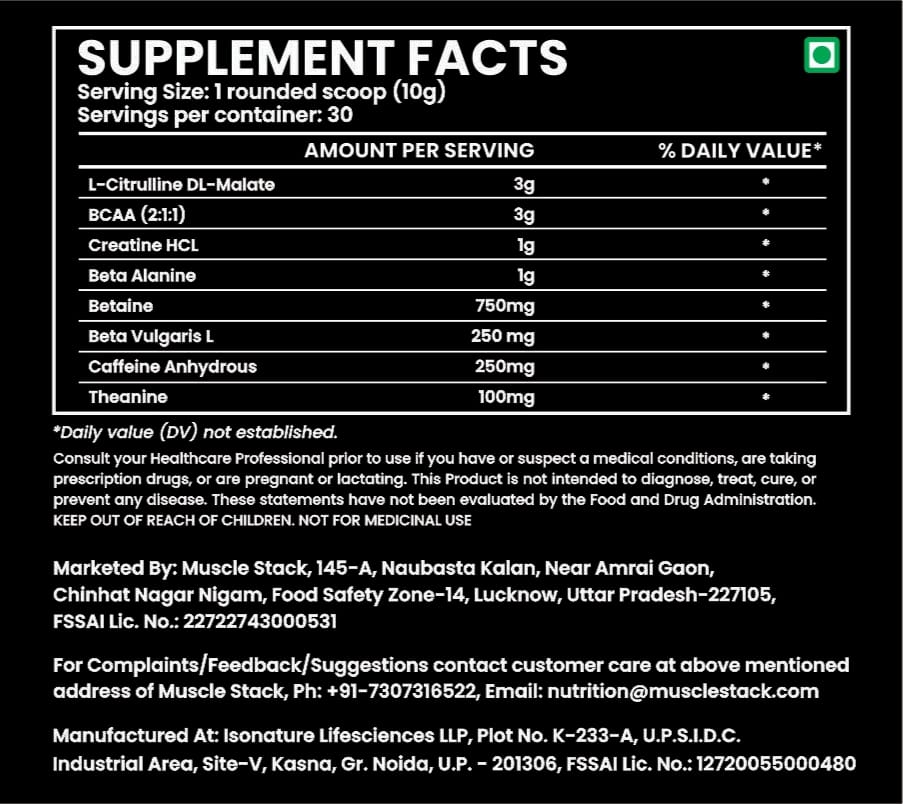 SUPPLEMENT FACTS
Serving Size: 1 rounded scoop (10g)
Servings per container: 30
AMOUNT PER SERVING % DAILY VALUE*
L-Citrulline DL-Malate 3g *
BCAA (2:1:1) 3g *
Creatine HCL 1g *
Beta Alanine 1g *
Betaine 750mg *
Beta Vulgaris L 250 mg *
Caffeine Anhydrous 250mg *
Theanine 100mg *
*Daily value (DV) not established.
Consult your Healthcare Professional prior to use if you have or suspect a medical conditions, are taking
prescription drugs, or are pregnant or lactating. This Product is not intended to diagnose, treat, cure, or
prevent any disease. These statements have not been evaluated by the Food and Drug Administration.
KEEP OUT OF REACH OF CHILDREN. NOT FOR MEDICINAL USE
Marketed By: Muscle Stack, 145-A, Naubasta Kalan, Near Amrai Gaon,
Chinhat Nagar Nigam, Food Safety Zone-14, Lucknow, Uttar Pradesh-227105,
FSSAI Lic. No.: 22722743000531
For Complaints/Feedback/Suggestions contact customer care at above mentioned
address of Muscle Stack, Ph: +91-7307316522, Email: nutrition@musclestack.com
Manufactured At: Isonature Lifesciences LLP, Plot No. K-233-A, U.P.S.I.D.C.
Industrial Area, Site-V, Kasna, Gr. Noida, U.P. - 201306, FSSAI Lic. No.: 12720055000480